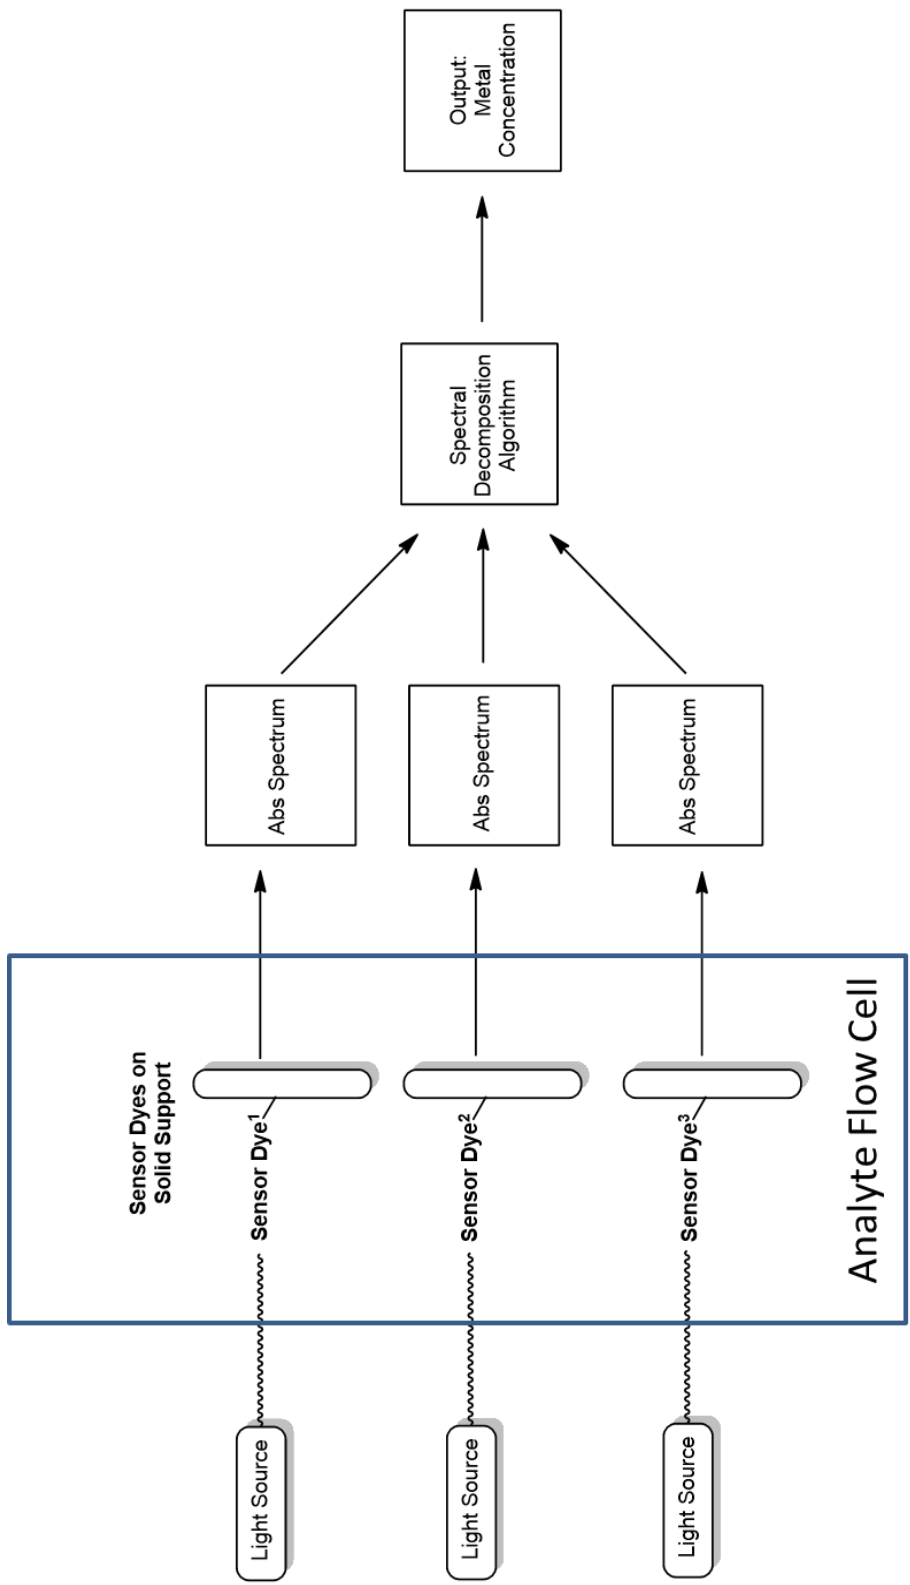 Light Source
Light Source
Light Source
Sensor Dyes on
Solid Support
Sensor Dye¹
Sensor Dye²
Sensor Dye³
Analyte Flow Cell
Abs Spectrum
Abs Spectrum
Abs Spectrum
Spectral
Decomposition
Algorithm
Output:
Metal
Concentration